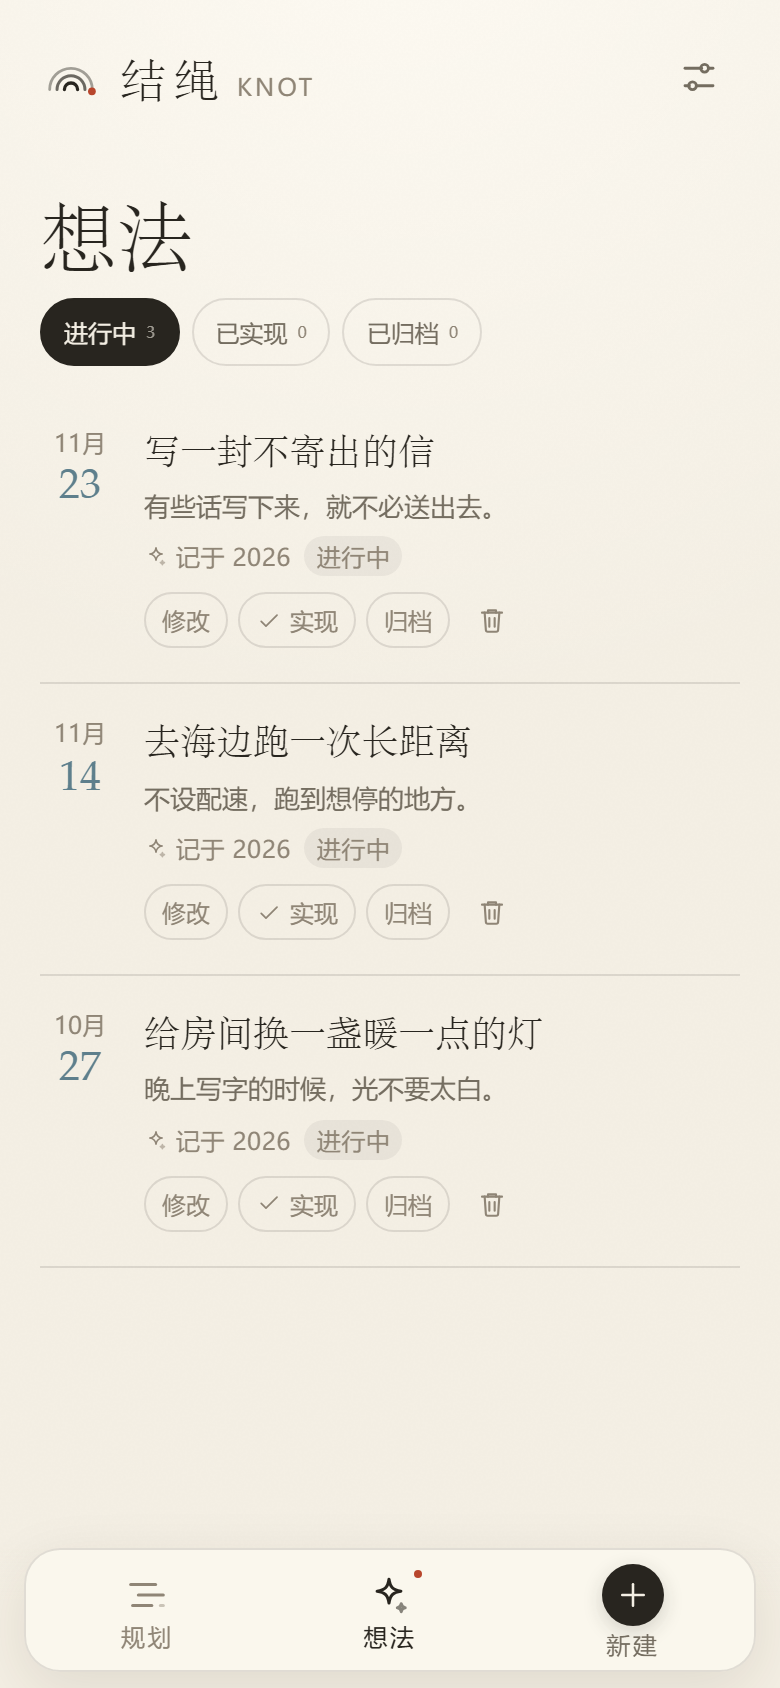 结绳 KNOT
想法
进行中 3 已实现 0 已归档 0
11月
23
写一封不寄出的信
有些话写下来，就不必送出去。
记于 2026 进行中
修改 实现 归档
11月
14
去海边跑一次长距离
不设配速，跑到想停的地方。
记于 2026 进行中
修改 实现 归档
10月
27
给房间换一盏暖一点的灯
晚上写字的时候，光不要太白。
记于 2026 进行中
修改 实现 归档
规划 想法 新建